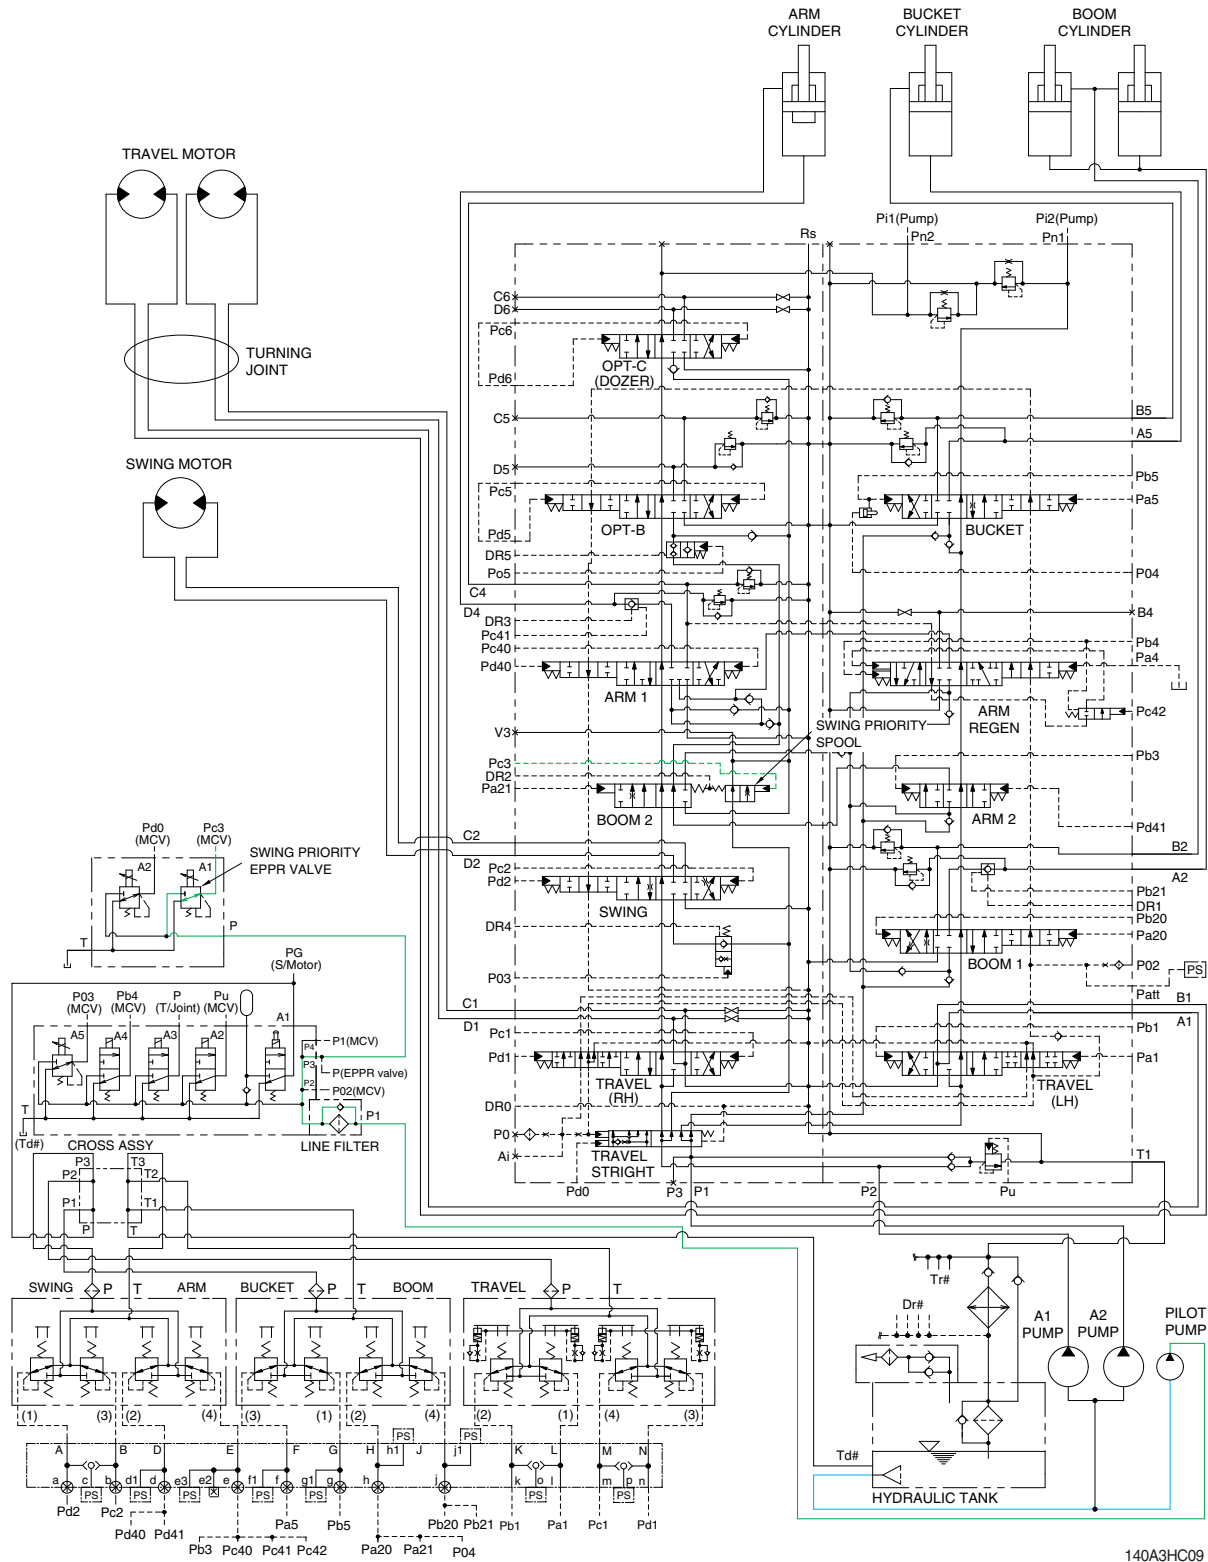 ARM
CYLINDER
BUCKET
CYLINDER
BOOM
CYLINDER
TRAVEL MOTOR
Pi1(Pump)
Pn2
Pi2(Pump)
Pn1
Rs
C6
D6
Pc6
Pd6
OPT-C
(DOZER)
TURNING
JOINT
C5
B5
A5
SWING MOTOR
D5
Pc5
Pb5
Pa5
OPT-B
BUCKET
Pd5
DR5
Po5
P04
C4
D4
DR3
Pc41
Pc40
Pd40
B4
Pb4
Pa4
ARM 1
ARM
REGEN
Pc42
V3
SWING PRIORITY
SPOOL
Pc3
DR2
Pa21
Pb3
BOOM 2
ARM 2
Pd41
Pd0
(MCV)
Pc3
(MCV)
SWING PRIORITY
EPPR VALVE
A2
A1
T
P
C2
D2
Pc2
Pd2
B2
A2
SWING
Pb21
DR1
Pb20
Pa20
DR4
P03
BOOM 1
P02
PS
Patt
PG
(S/Motor)
P03
(MCV)
Pb4
(MCV)
P
(T/Joint)
Pu
(MCV)
A5
A4
A3
A2
A1
P4
P1(MCV)
P3
P(EPPR valve)
P2
P02(MCV)
P1
T
(Td#)
LINE FILTER
C1
D1
Pc1
Pd1
B1
A1
Pb1
Pa1
TRAVEL
(RH)
TRAVEL
(LH)
DR0
P0
Ai
TRAVEL
STRIGHT
Pd0
P3
P1
P2
Pu
T1
CROSS ASSY
P3
P2
P1
P
T3
T2
T1
T
SWING
P
T
ARM
BUCKET
P
T
BOOM
TRAVEL
P
T
(1)
(3)
(2)
(4)
(3)
(1)
(2)
(4)
(2)
(1)
(4)
(3)
Tr#
Dr#
A1
PUMP
A2
PUMP
PILOT
PUMP
Td#
HYDRAULIC TANK
A
B
D
E
F
G
H
h1
PS
J
j1
PS
K
L
M
N
a
c
b
d1
d
e3
e2
e
f1
f
g1
g
h
j
k
o
l
m
p
n
PS
PS
PS
PS
PS
PS
PS
Pd2
Pc2
Pd40
Pd41
Pb3
Pc40
Pc41
Pc42
Pa5
Pb5
Pa20
Pa21
P04
Pb20
Pb21
Pb1
Pa1
Pc1
Pd1
140A3HC09